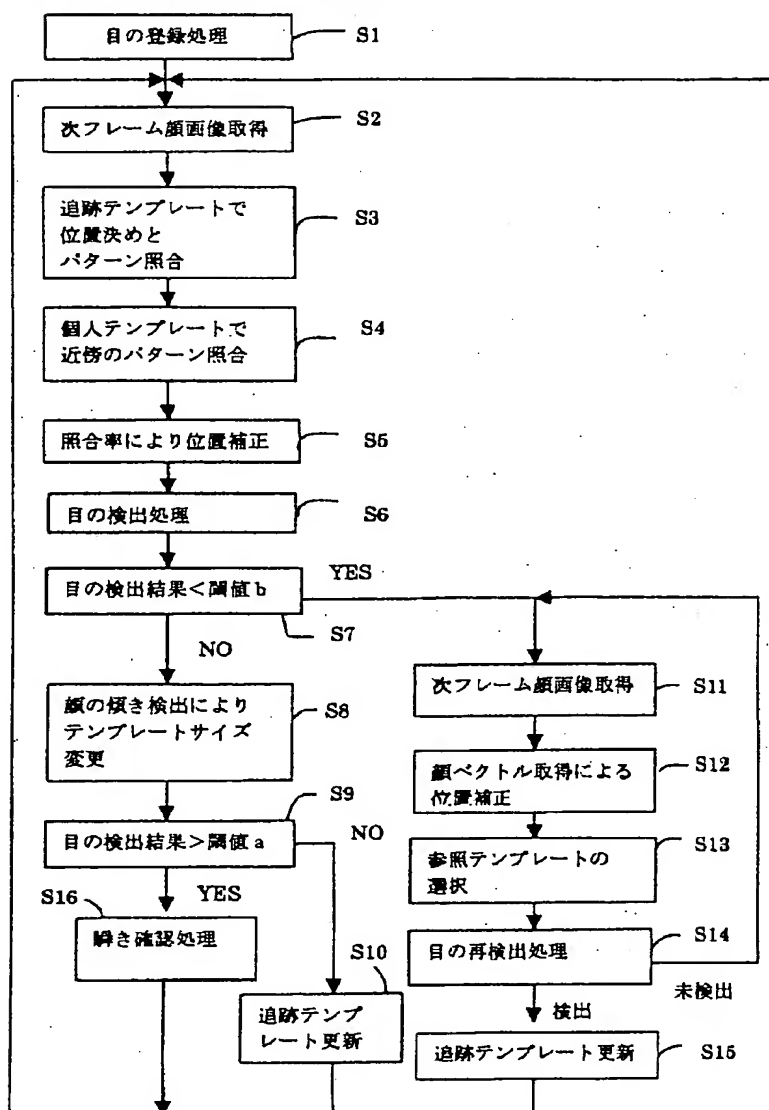 目の登録処理
S1
次フレーム顔画像取得
S2
追跡テンプレートで
位置決めと
パターン照合
S3
個人テンプレートで
近傍のパターン照合
S4
照合率により位置補正
S5
目の検出処理
S6
目の検出結果<閾値b
YES
S7
NO
顔の傾き検出により
テンプレートサイズ
変更
S8
S9
目の検出結果>閾値a
NO
YES
S16
瞬き確認処理
S10
追跡テンプ
レート更新
次フレーム顔画像取得
S11
顔ベクトル取得による
位置補正
S12
参照テンプレートの
選択
S13
目の再検出処理
S14
未検出
検出
追跡テンプレート更新
S15